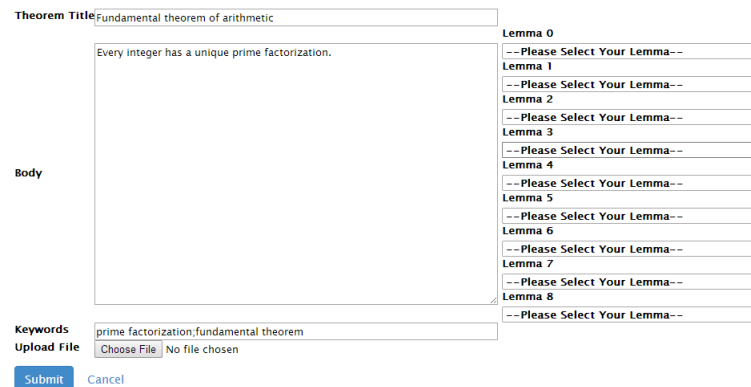 Theorem Title Fundamental theorem of arithmetic
Lemma 0
Every integer has a unique prime factorization.
--Please Select Your Lemma--
Lemma 1
--Please Select Your Lemma--
Lemma 2
--Please Select Your Lemma--
Lemma 3
--Please Select Your Lemma--
Lemma 4
Body
--Please Select Your Lemma--
Lemma 5
--Please Select Your Lemma--
Lemma 6
--Please Select Your Lemma--
Lemma 7
--Please Select Your Lemma--
Lemma 8
--Please Select Your Lemma--
Keywords prime factorization;fundamental theorem
Upload File Choose File No file chosen
Submit Cancel